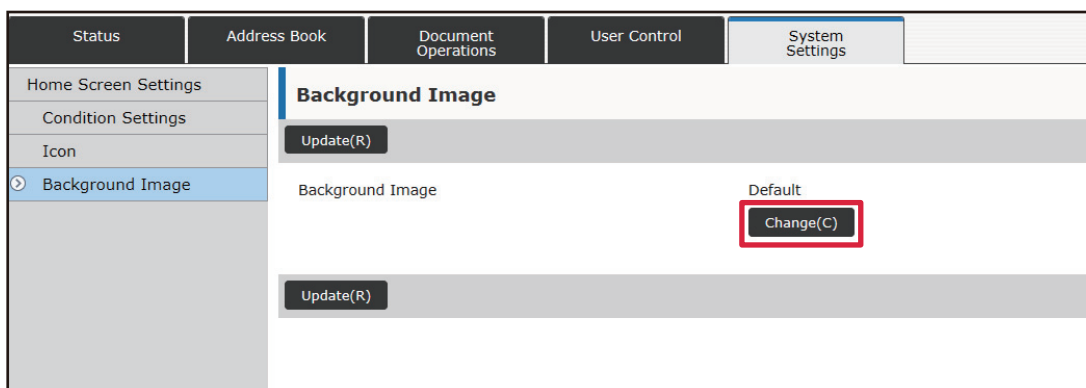 Status
Address Book
Document
Operations
User Control
System
Settings
Home Screen Settings
Condition Settings
Icon
Background Image
Background Image
Update(R)
Background Image
Default
Change(C)
Update(R)